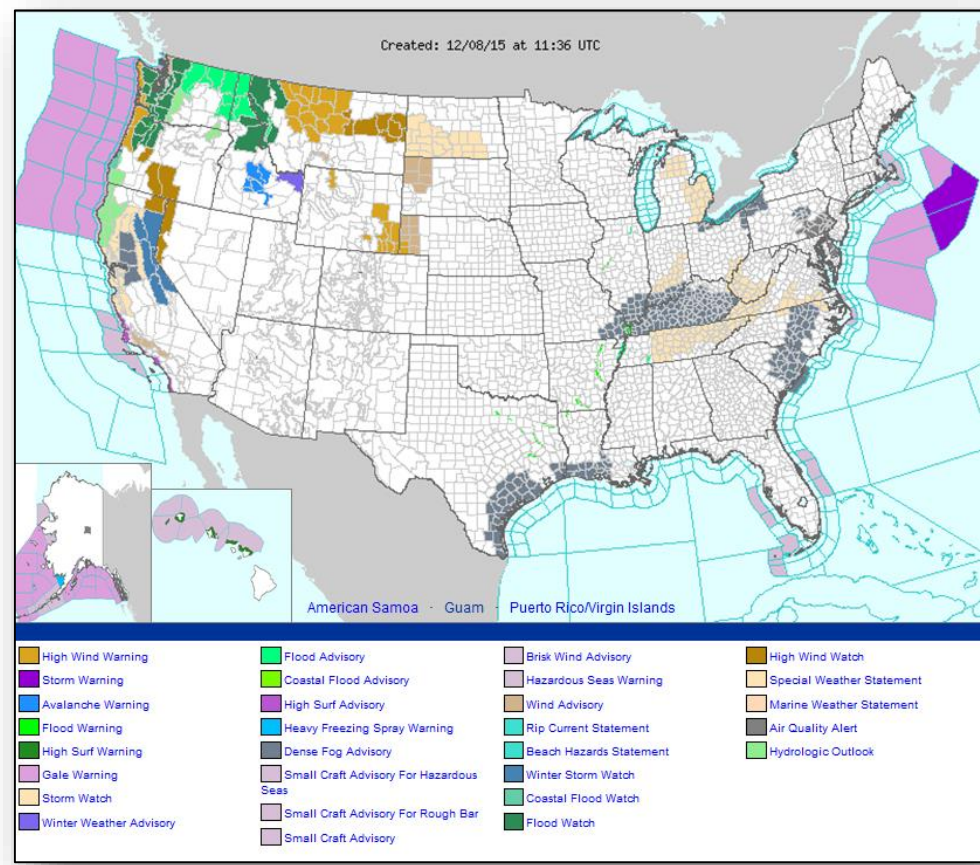 Created: 12/08/15 at 11:36 UTC
American Samoa · Guam · Puerto Rico/Virgin Islands
High Wind Warning
Storm Warning
Avalanche Warning
Flood Warning
High Surf Warning
Gale Warning
Storm Watch
Winter Weather Advisory
Flood Advisory
Coastal Flood Advisory
High Surf Advisory
Heavy Freezing Spray Warning
Dense Fog Advisory
Small Craft Advisory For Hazardous
Seas
Small Craft Advisory For Rough Bar
Small Craft Advisory
Brisk Wind Advisory
Hazardous Seas Warning
Wind Advisory
Rip Current Statement
Beach Hazards Statement
Winter Storm Watch
Coastal Flood Watch
Flood Watch
High Wind Watch
Special Weather Statement
Marine Weather Statement
Air Quality Alert
Hydrologic Outlook